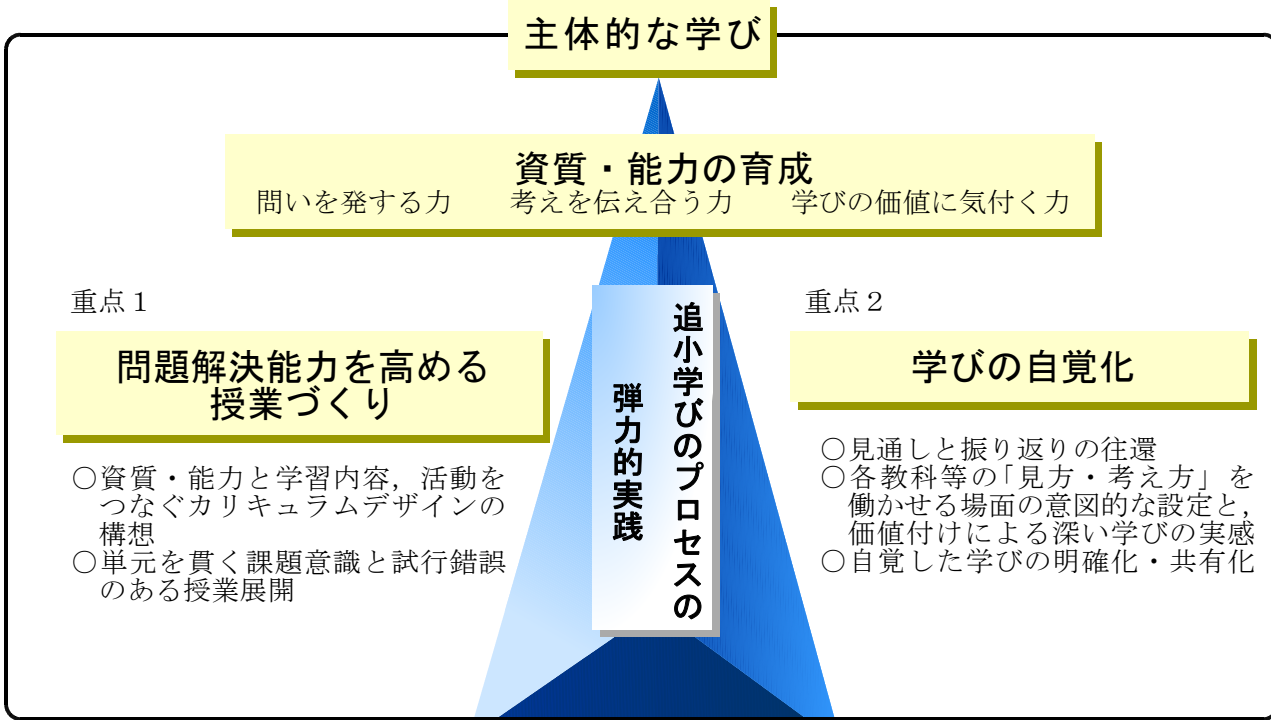 主体的な学び
資質・能力の育成
問いを発する力　　考えを伝え合う力　　学びの価値に気付く力
重点１
問題解決能力を高める
授業づくり
○資質・能力と学習内容，活動を
つなぐカリキュラムデザインの
構想
○単元を貫く課題意識と試行錯誤
のある授業展開
追小学びのプロセスの
弾力的実践
重点２
学びの自覚化
○見通しと振り返りの往還
○各教科等の「見方・考え方」を
働かせる場面の意図的な設定と，
価値付けによる深い学びの実感
○自覚した学びの明確化・共有化